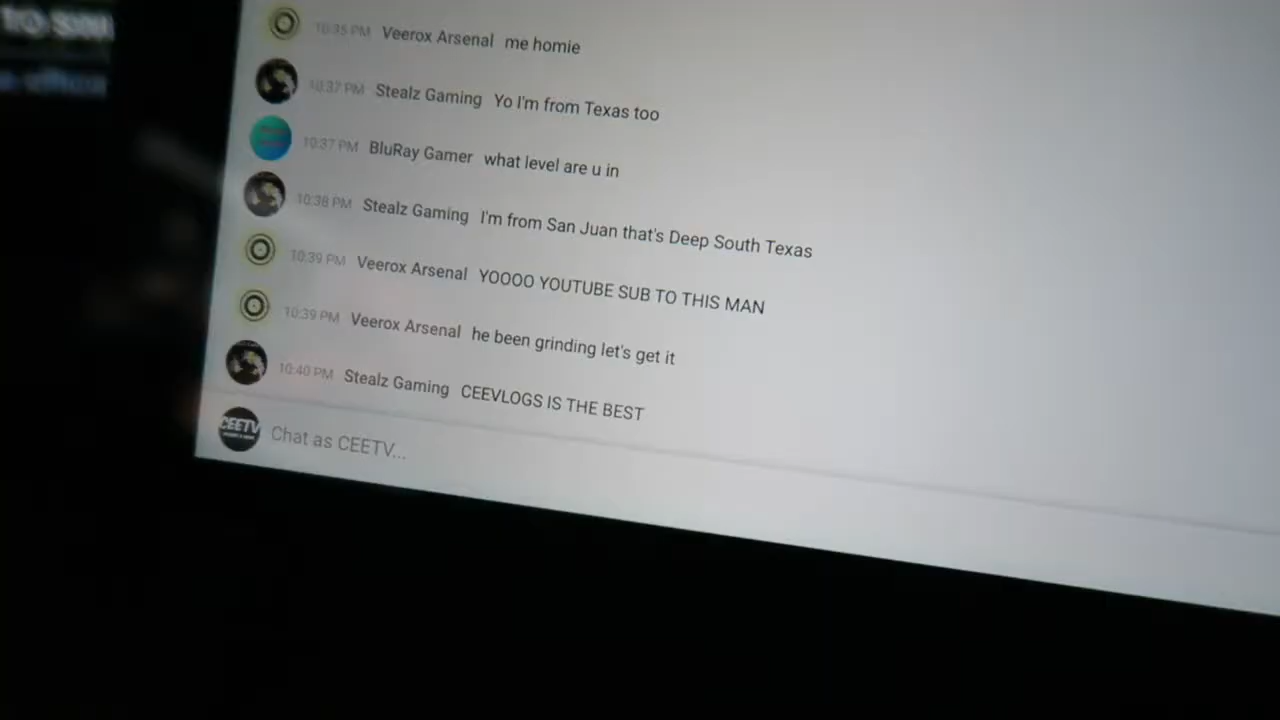 10:35 PM Veerox Arsenal me homie
10:37 PM Stealz Gaming Yo I'm from Texas too
10:37 PM BluRay Gamer what level are u in
10:38 PM Stealz Gaming I'm from San Juan that's Deep South Texas
10:39 PM Veerox Arsenal YOOOO YOUTUBE SUB TO THIS MAN
10:39 PM Veerox Arsenal he been grinding let's get it
10:40 PM Stealz Gaming CEEVLOGS IS THE BEST
CEETV
Chat as CEETV...